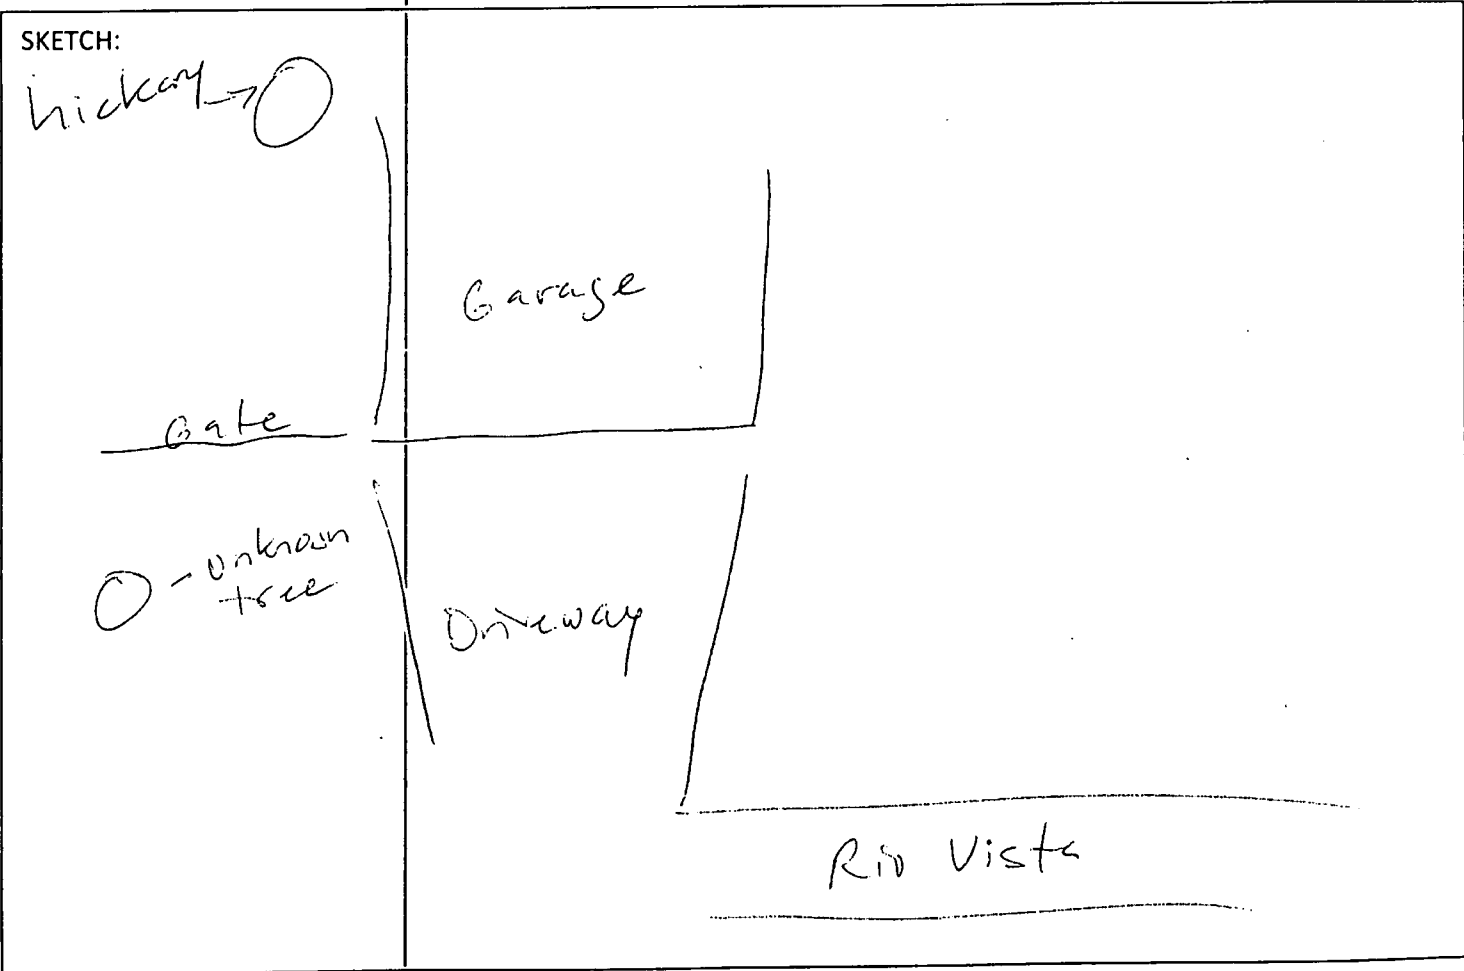 SKETCH:
hickory
Garage
Gate
unknown
tree
Driveway
Rio Vista